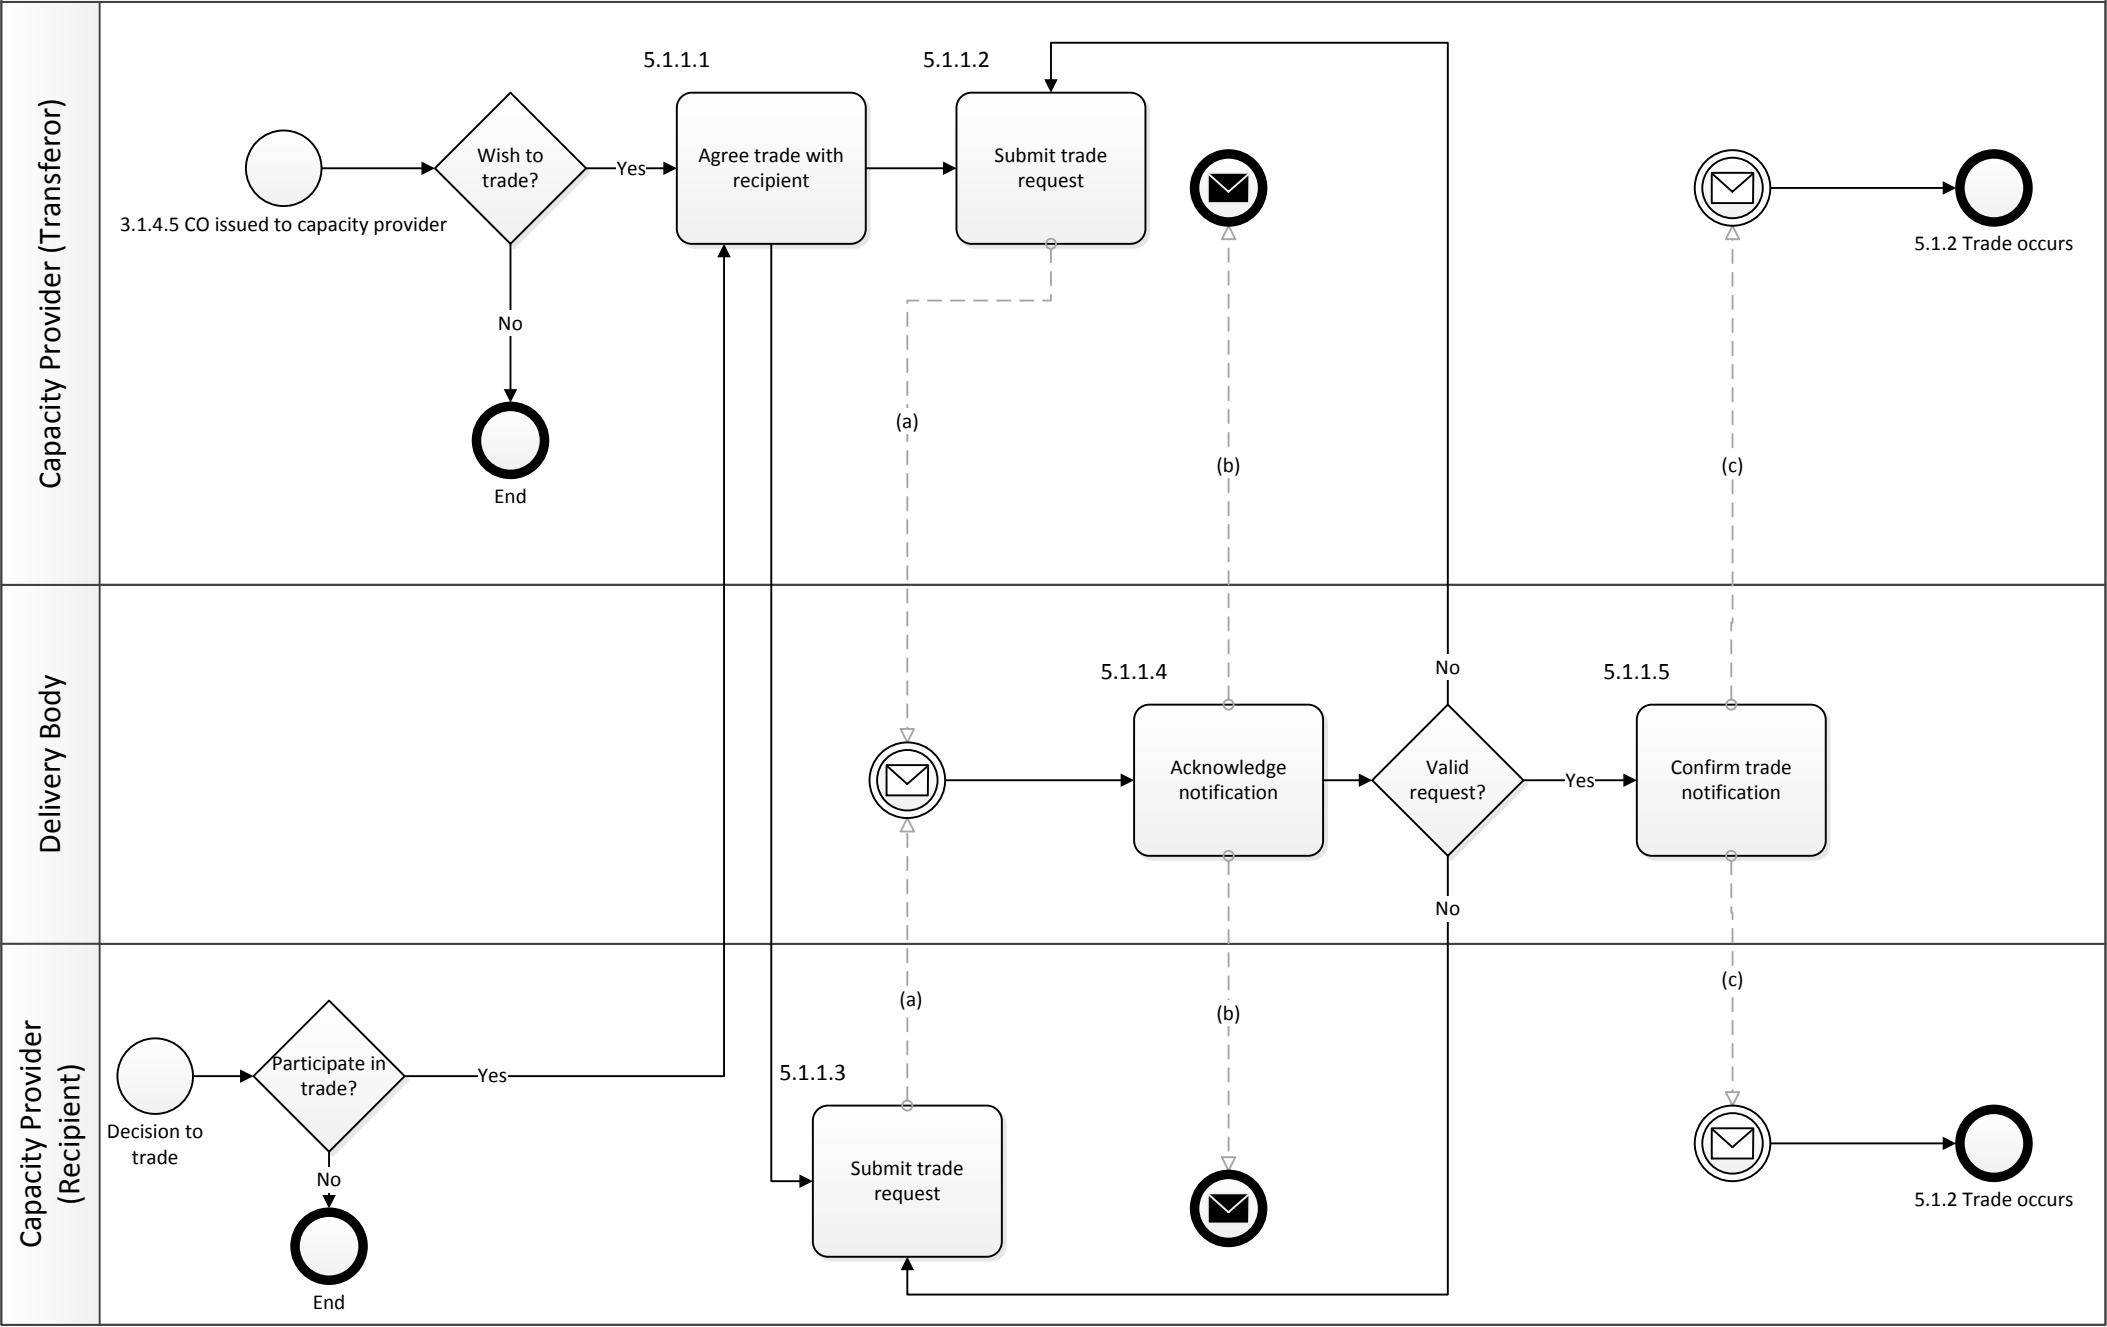 Capacity Provider (Transferor)
5.1.1.1
5.1.1.2
Wish to
trade?
Yes
Agree trade with
recipient
Submit trade
request
3.1.4.5 CO issued to capacity provider
5.1.2 Trade occurs
No
(a)
(b)
(c)
End
Delivery Body
No
5.1.1.4
5.1.1.5
Acknowledge
notification
Valid
request?
Yes
Confirm trade
notification
No
Capacity Provider
(Recipient)
(a)
(b)
(c)
Participate in
trade?
Yes
5.1.1.3
Decision to
trade
No
Submit trade
request
5.1.2 Trade occurs
End